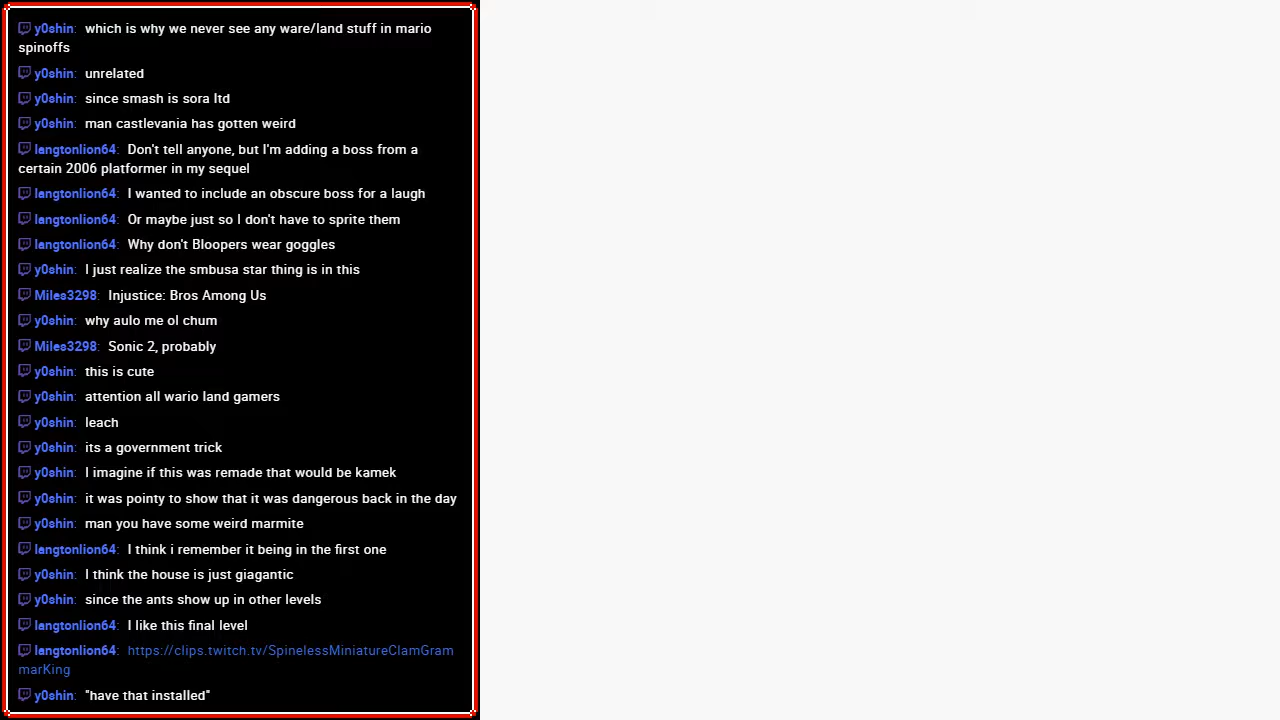 y0shin: which is why we never see any ware/land stuff in mario
spinoffs
y0shin: unrelated
y0shin: since smash is sora ltd
y0shin: man castlevania has gotten weird
langtonlion64: Don't tell anyone, but I'm adding a boss from a
certain 2006 platformer in my sequel
langtonlion64: I wanted to include an obscure boss for a laugh
langtonlion64: Or maybe just so I don't have to sprite them
langtonlion64: Why don't Bloopers wear goggles
y0shin: I just realize the smbusa star thing is in this
Miles3298: Injustice: Bros Among Us
y0shin: why aulo me ol chum
Miles3298: Sonic 2, probably
y0shin: this is cute
y0shin: attention all wario land gamers
y0shin: leach
y0shin: its a government trick
y0shin: I imagine if this was remade that would be kamek
y0shin: it was pointy to show that it was dangerous back in the day
y0shin: man you have some weird marmite
langtonlion64: I think i remember it being in the first one
y0shin: I think the house is just giagantic
y0shin: since the ants show up in other levels
langtonlion64: I like this final level
langtonlion64: https://clips.twitch.tv/SpinelessMiniatureClamGram
marKing
y0shin: "have that installed"